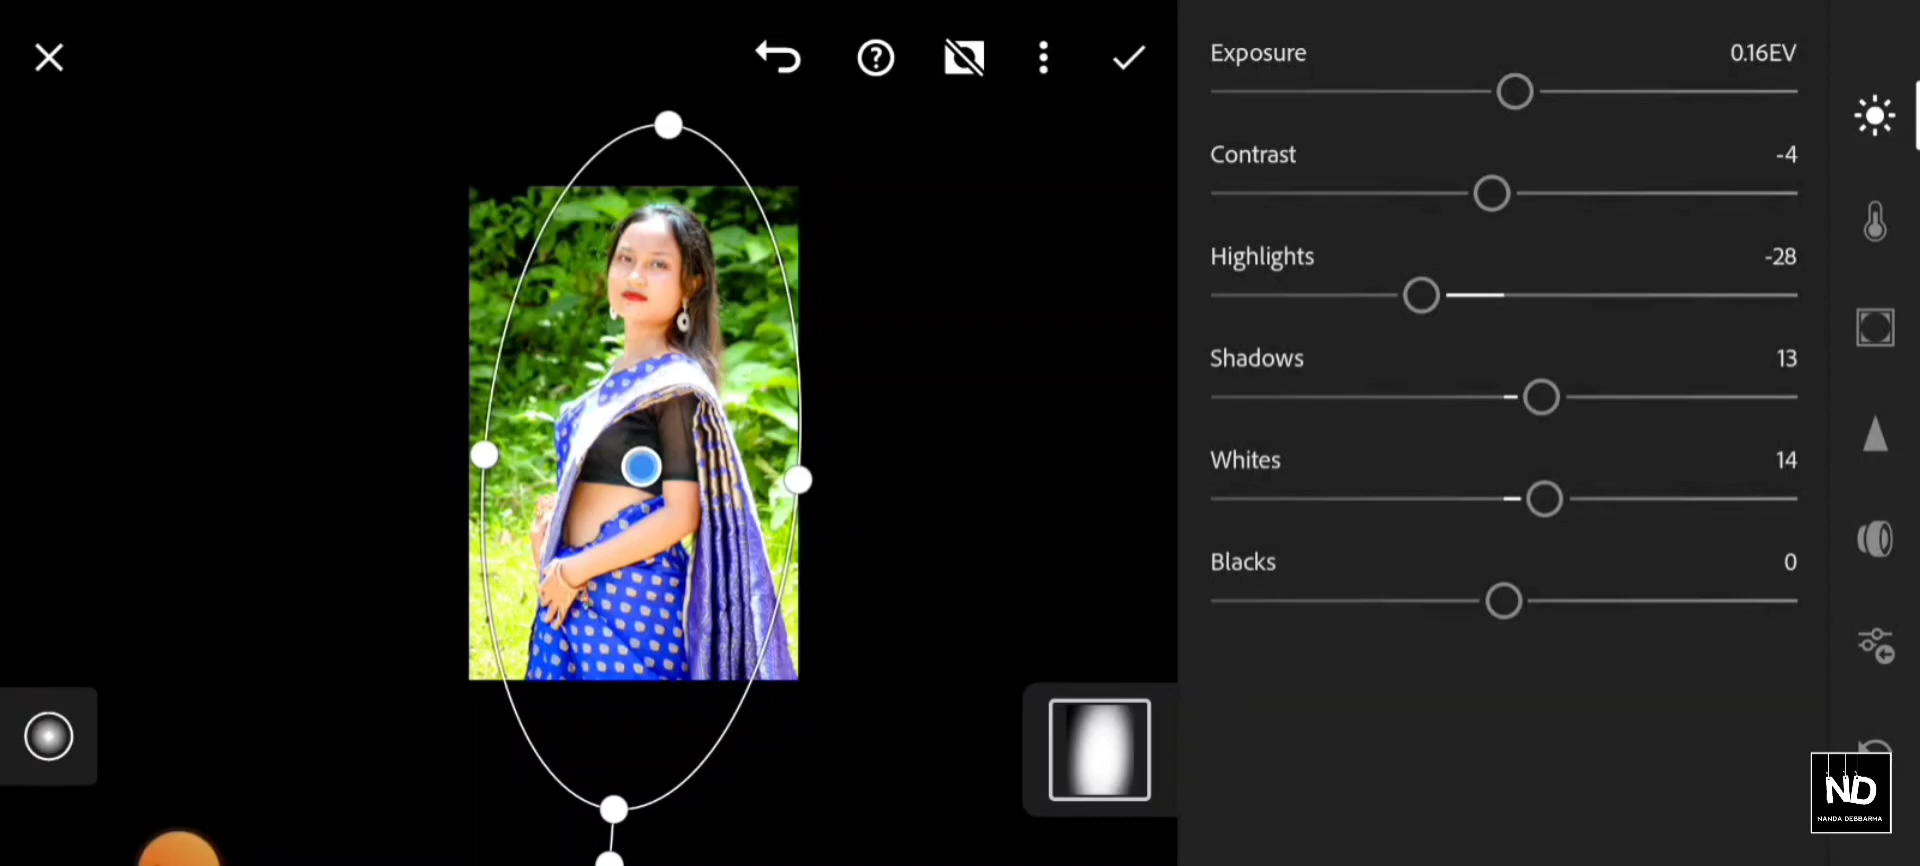 Exposure 0.16EV
Contrast -4
Highlights -28
Shadows 13
Whites 14
Blacks 0
ND
NANDA DEBBARMA